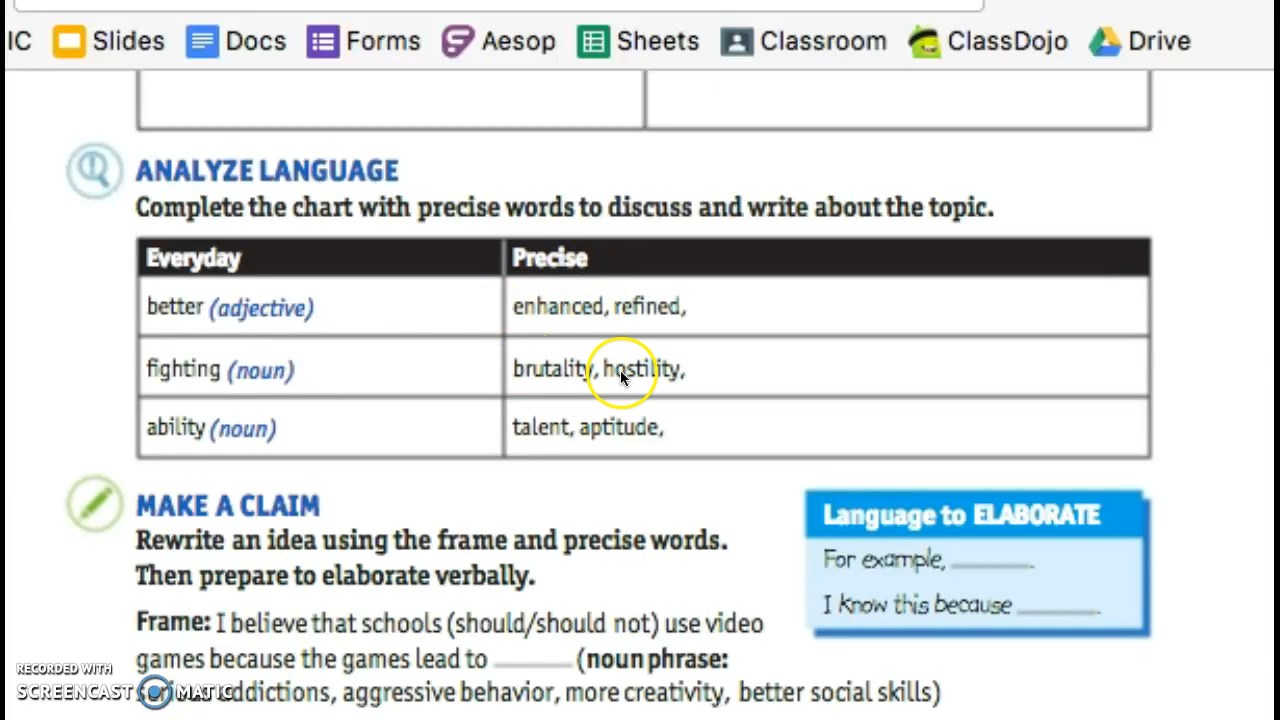 IC Slides Docs Forms Aesop Sheets Classroom ClassDojo Drive
ANALYZE LANGUAGE
Complete the chart with precise words to discuss and write about the topic.
Everyday Precise
better (adjective) enhanced, refined,
fighting (noun) brutality, hostility,
ability (noun) talent, aptitude,
MAKE A CLAIM
Rewrite an idea using the frame and precise words.
Then prepare to elaborate verbally.
Language to ELABORATE
For example, ______.
I know this because ______.
Frame: I believe that schools (should/should not) use video
games because the games lead to ______ (noun phrase:
addictions, aggressive behavior, more creativity, better social skills)
RECORDED WITH
SCREENCAST MATIC